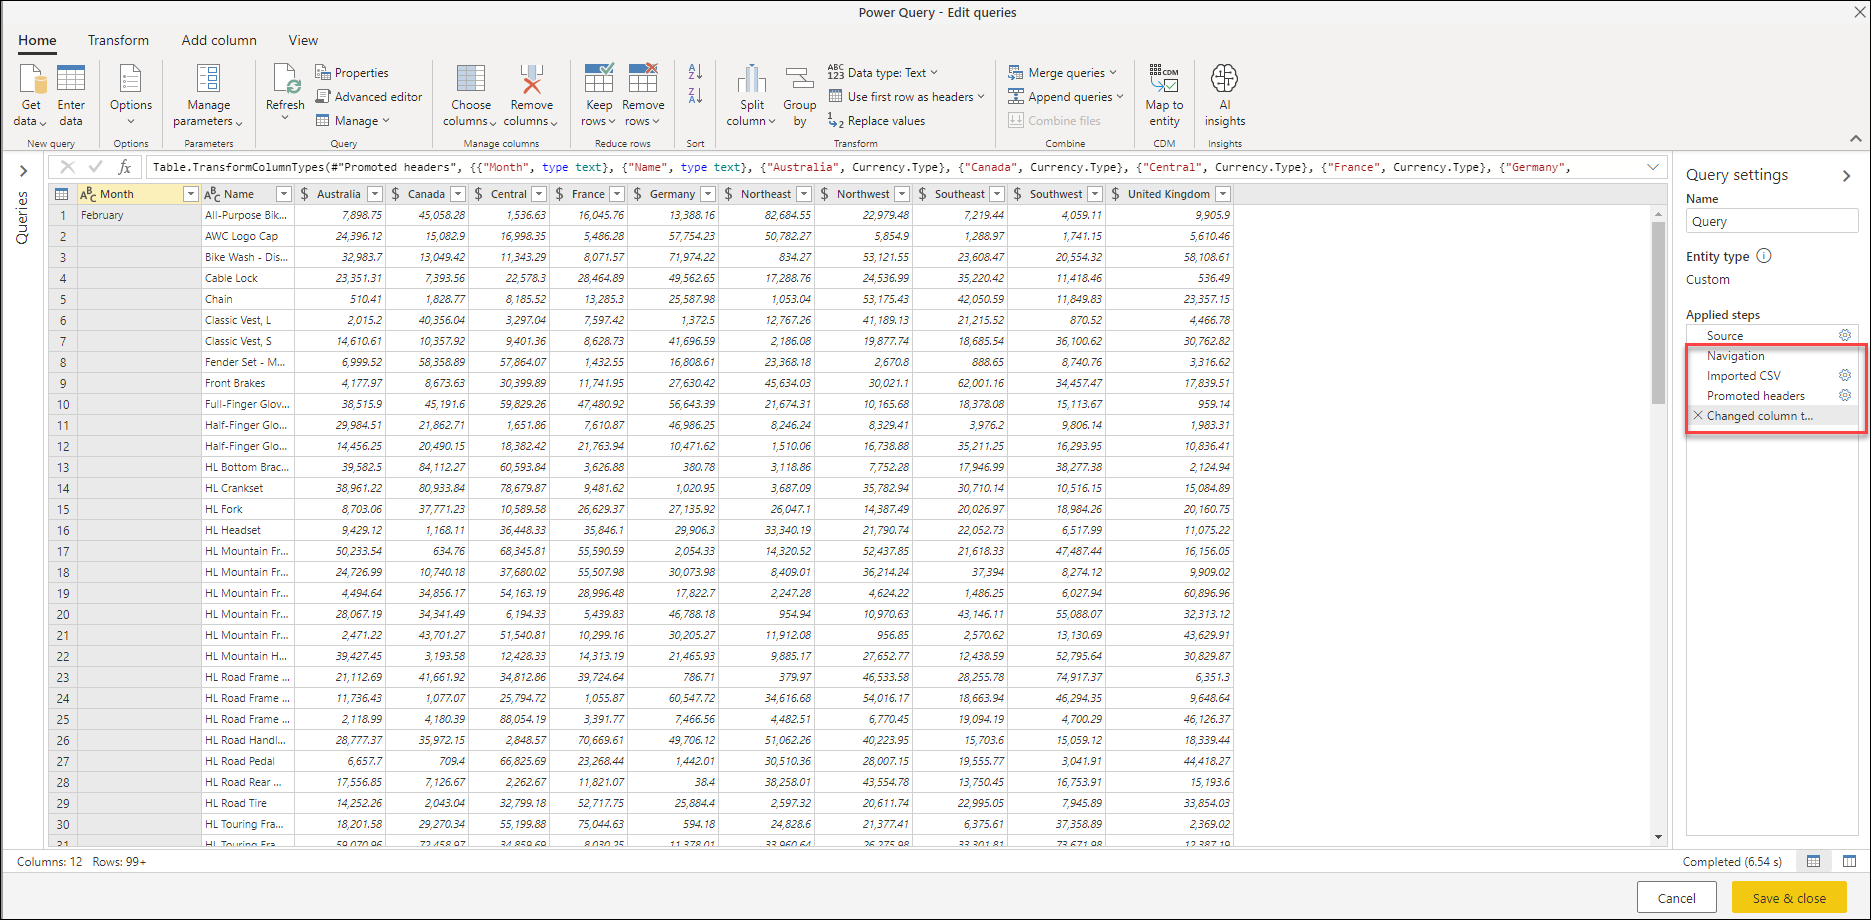 Power Query - Edit queries
Home Transform Add column View
Get data
Enter data
Options
Manage parameters
Refresh
Properties
Advanced editor
Manage
Choose columns
Remove columns
Keep rows
Remove rows
A Z
Z A
Split column
Group by
ABC 123 Data type: Text
Use first row as headers
1 2 Replace values
Merge queries
Append queries
Combine files
CDM
Map to entity
AI insights
New query Options Parameters Query Manage columns Reduce rows Sort Transform Combine CDM Insights
Queries
fx Table.TransformColumnTypes(#"Promoted headers", {{"Month", type text}, {"Name", type text}, {"Australia", Currency.Type}, {"Canada", Currency.Type}, {"Central", Currency.Type}, {"France", Currency.Type}, {"Germany",
ABC Month ABC Name $ Australia $ Canada $ Central $ France $ Germany $ Northeast $ Northwest $ Southeast $ Southwest $ United Kingdom
1 February All-Purpose Bik... 7,898.75 45,058.28 1,536.63 16,045.76 13,388.16 82,684.55 22,979.48 7,219.44 4,059.11 9,905.9
2 AWC Logo Cap 24,396.12 15,082.9 16,998.35 5,486.28 57,754.23 50,782.27 5,854.9 1,288.97 1,741.15 5,610.46
3 Bike Wash - Dis... 32,983.7 13,049.42 11,343.29 8,071.57 71,974.22 834.27 53,121.55 23,608.47 20,554.32 58,108.61
4 Cable Lock 23,351.31 7,393.56 22,578.3 28,464.89 49,562.65 17,288.76 24,536.99 35,220.42 11,418.46 536.49
5 Chain 510.41 1,828.77 8,185.52 13,285.3 25,587.98 1,053.04 53,175.43 42,050.59 11,849.83 23,357.15
6 Classic Vest, L 2,015.2 40,356.04 3,297.04 7,597.42 1,372.5 12,767.26 41,189.13 21,215.52 870.52 4,466.78
7 Classic Vest, S 14,610.61 10,357.92 9,401.36 8,628.73 41,696.59 2,186.08 19,877.74 18,685.54 36,100.62 30,762.82
8 Fender Set - M... 6,999.52 58,358.89 57,864.07 1,432.55 16,808.61 23,368.18 2,670.8 888.65 8,740.76 3,316.62
9 Front Brakes 4,177.97 8,673.63 30,399.89 11,741.95 27,630.42 45,634.03 30,021.1 62,001.16 34,457.47 17,839.51
10 Full-Finger Glov... 38,515.9 45,191.6 59,829.26 47,480.92 56,643.39 21,674.31 10,165.68 18,378.08 15,113.67 959.14
11 Half-Finger Glo... 29,984.51 21,862.71 1,651.86 7,610.87 46,986.25 8,246.24 8,329.41 3,976.2 9,806.14 1,983.31
12 Half-Finger Glo... 14,456.25 20,490.15 18,382.42 21,763.94 10,471.62 1,510.06 16,738.88 35,211.25 16,293.95 10,836.41
13 HL Bottom Brac... 39,582.5 84,112.27 60,593.84 3,626.88 380.78 3,118.86 7,752.28 17,946.99 38,277.38 2,124.94
14 HL Crankset 38,961.22 80,933.84 78,679.87 9,481.62 1,020.95 3,687.09 35,782.94 30,710.14 10,516.15 15,084.89
15 HL Fork 8,703.06 37,771.23 10,589.58 26,629.37 27,135.92 26,047.1 14,387.49 20,026.97 18,984.26 20,160.75
16 HL Headset 9,429.12 1,168.11 36,448.33 35,846.1 29,906.3 33,340.19 21,790.74 22,052.73 6,517.99 11,075.22
17 HL Mountain Fr... 50,233.54 634.76 68,345.81 55,590.59 2,054.33 14,320.52 52,437.85 21,618.33 47,487.44 16,156.05
18 HL Mountain Fr... 24,726.99 10,740.18 37,680.02 55,507.98 30,073.98 8,409.01 36,214.24 37,394 8,274.12 9,909.02
19 HL Mountain Fr... 4,494.64 34,856.17 54,163.19 28,996.48 17,822.7 2,247.28 4,624.22 1,486.25 6,027.94 60,896.96
20 HL Mountain Fr... 28,067.19 34,341.49 6,194.33 5,439.83 46,788.18 954.94 10,970.63 43,146.11 55,088.07 32,313.12
21 HL Mountain Fr... 2,471.22 43,701.27 51,540.81 10,299.16 30,205.27 11,912.08 956.85 2,570.62 13,130.69 43,629.91
22 HL Mountain H... 39,427.45 3,193.58 12,428.33 14,313.19 21,465.93 9,885.17 27,652.77 12,438.59 52,795.64 30,829.87
23 HL Road Frame ... 21,112.69 41,661.92 34,812.86 39,724.64 786.71 379.97 46,533.58 28,255.78 74,917.37 6,351.3
24 HL Road Frame ... 11,736.43 1,077.07 25,794.72 1,055.87 60,547.72 34,616.68 54,016.17 18,663.94 46,294.35 9,648.64
25 HL Road Frame ... 2,118.99 4,180.39 88,054.19 3,391.77 7,466.56 4,482.51 6,770.45 19,094.19 4,700.29 46,126.37
26 HL Road Handl... 28,777.37 35,972.15 2,848.57 70,669.61 49,706.12 51,062.26 40,223.95 15,703.6 15,059.12 18,339.44
27 HL Road Pedal 6,657.7 709.4 66,825.69 23,268.44 1,442.01 30,510.36 28,007.15 19,555.77 3,041.91 44,418.27
28 HL Road Rear ... 17,556.85 7,126.67 2,262.67 11,821.07 38.4 38,258.01 43,554.78 13,750.45 16,753.91 15,193.6
29 HL Road Tire 14,252.26 2,043.04 32,799.18 52,717.75 25,884.4 2,597.32 20,611.74 22,995.05 7,945.89 33,854.03
30 HL Touring Fra... 18,201.58 29,270.34 55,199.88 75,044.63 594.18 24,828.6 21,377.41 6,375.61 37,358.89 2,369.02
31 HL Touring Fra... 59,070.96 72,458.97 34,859.69 8,030.25 11,378.01 33,960.64 26,275.98 33,301.81 73,671.98 12,387.19
Query settings
Name
Query
Entity type
Custom
Applied steps
Source
Navigation
Imported CSV
Promoted headers
Changed column t...
Columns: 12 Rows: 99+
Completed (6.54 s)
Cancel
Save & close